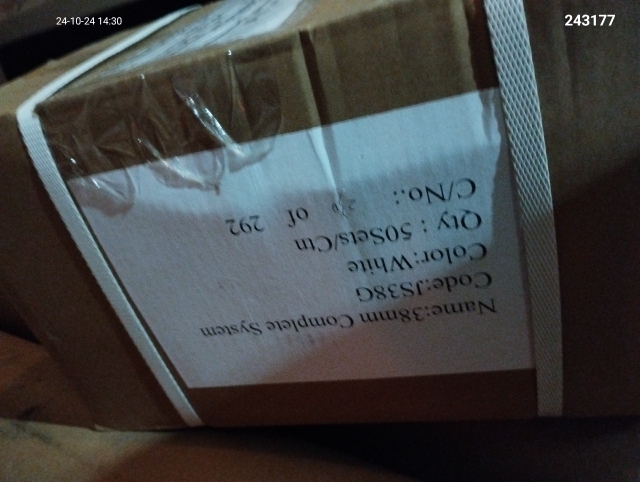 24-10-24 14:30
243177
Name:38mm Complete System
Code:JS38G
Color:White
Qty : 50Sets/Ctn
C/No.: of 292